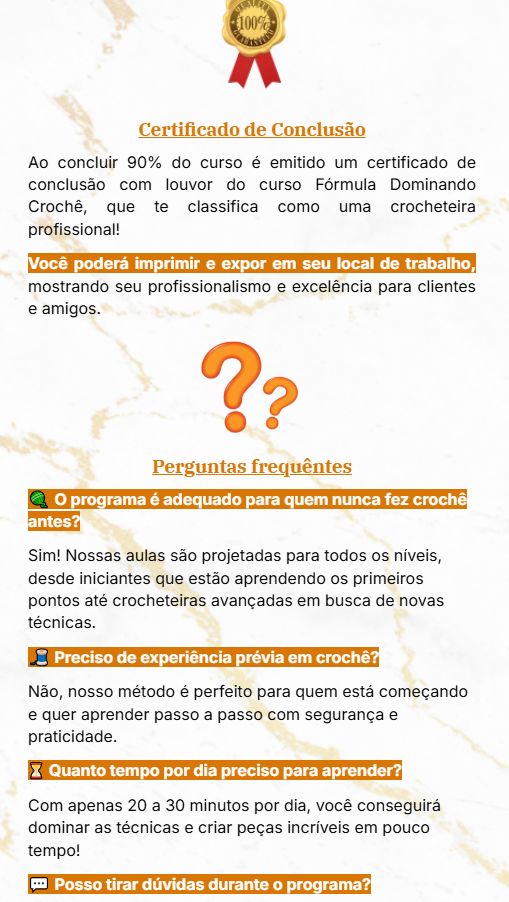 100%
GUARANTEED
Certificado de Conclusão
Ao concluir 90% do curso é emitido um certificado de
conclusão com louvor do curso Fórmula Dominando
Crochê, que te classifica como uma crocheteira
profissional!
Você poderá imprimir e expor em seu local de trabalho,
mostrando seu profissionalismo e excelência para clientes
e amigos.
Perguntas frequêntes
O programa é adequado para quem nunca fez crochê
antes?
Sim! Nossas aulas são projetadas para todos os níveis,
desde iniciantes que estão aprendendo os primeiros
pontos até crocheteiras avançadas em busca de novas
técnicas.
Preciso de experiência prévia em crochê?
Não, nosso método é perfeito para quem está começando
e quer aprender passo a passo com segurança e
praticidade.
Quanto tempo por dia preciso para aprender?
Com apenas 20 a 30 minutos por dia, você conseguirá
dominar as técnicas e criar peças incríveis em pouco
tempo!
Posso tirar dúvidas durante o programa?